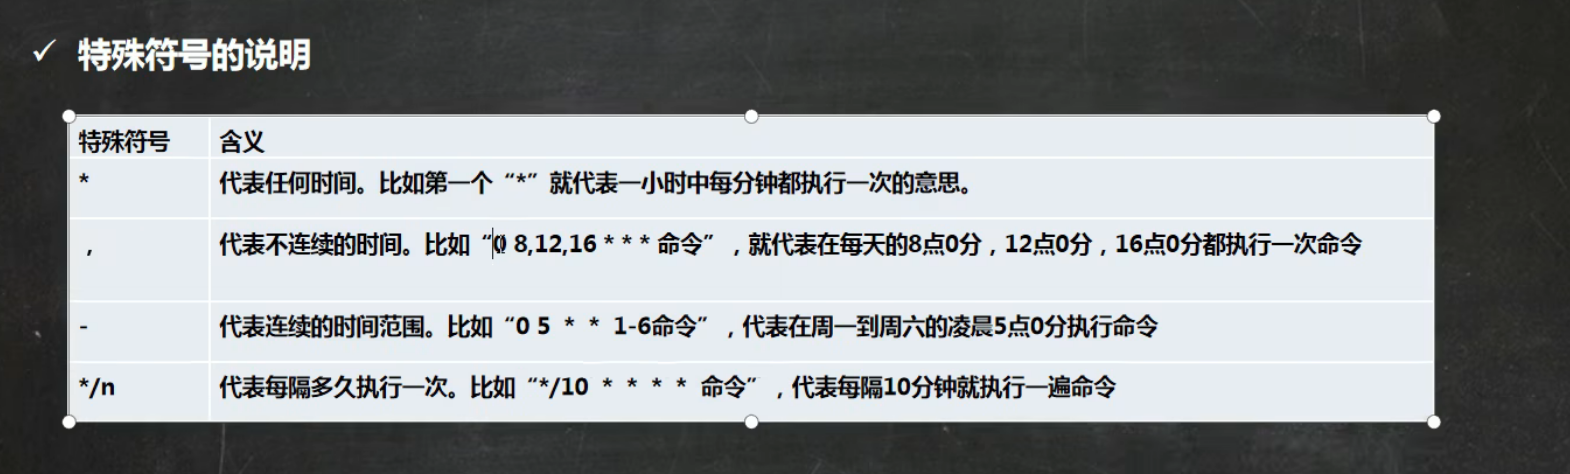 特殊符号的说明
特殊符号 含义
* 代表任何时间。比如第一个“*”就代表一小时中每分钟都执行一次的意思。
, 代表不连续的时间。比如“0 8,12,16 * * * 命令”,就代表在每天的8点0分,12点0分,16点0分都执行一次命令
- 代表连续的时间范围。比如“0 5 * * 1-6命令”,代表在周一到周六的凌晨5点0分执行命令
*/n 代表每隔多久执行一次。比如“*/10 * * * * 命令”,代表每隔10分钟就执行一遍命令